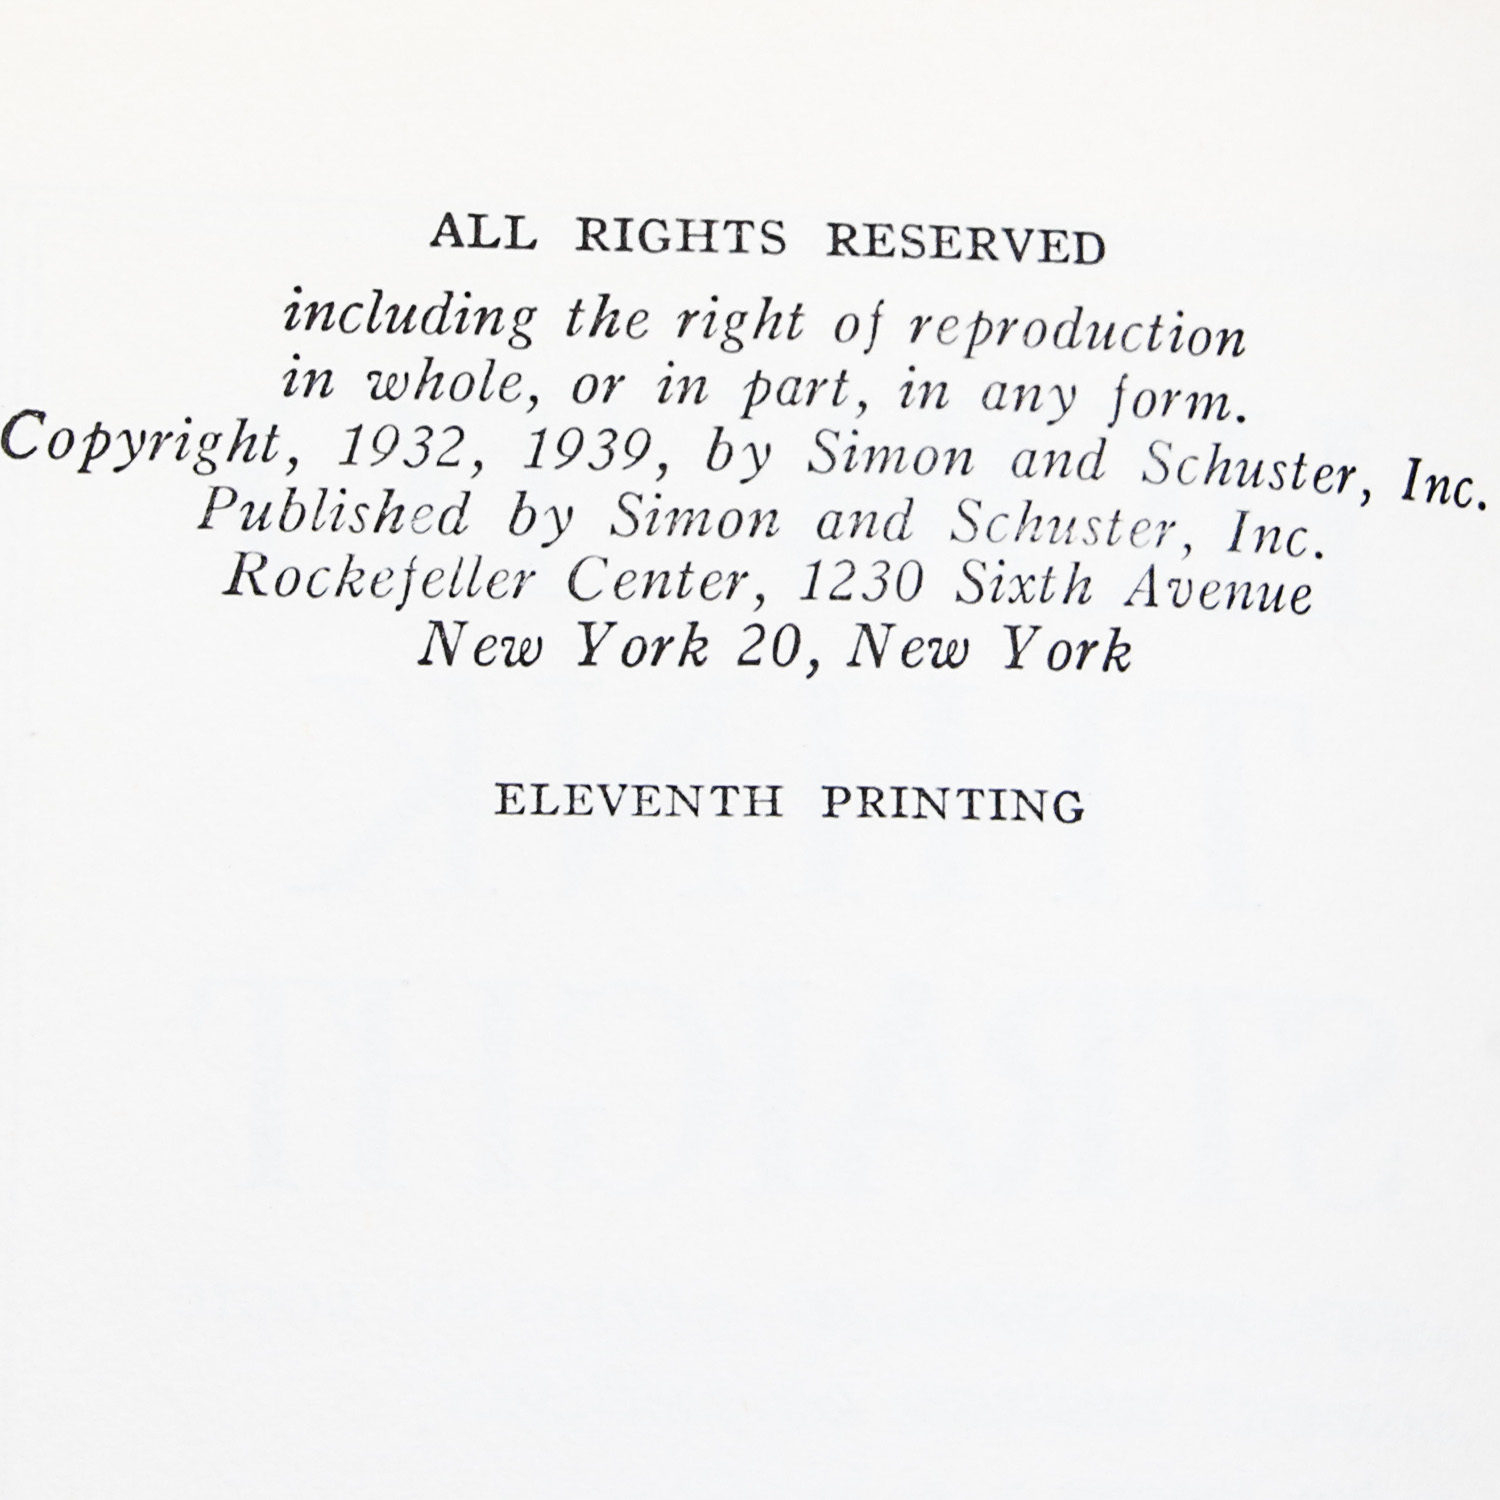 ALL RIGHTS RESERVED
including the right of reproduction
in whole, or in part, in any form.
Copyright, 1932, 1939, by Simon and Schuster, Inc.
Published by Simon and Schuster, Inc.
Rockefeller Center, 1230 Sixth Avenue
New York 20, New York
ELEVENTH PRINTING